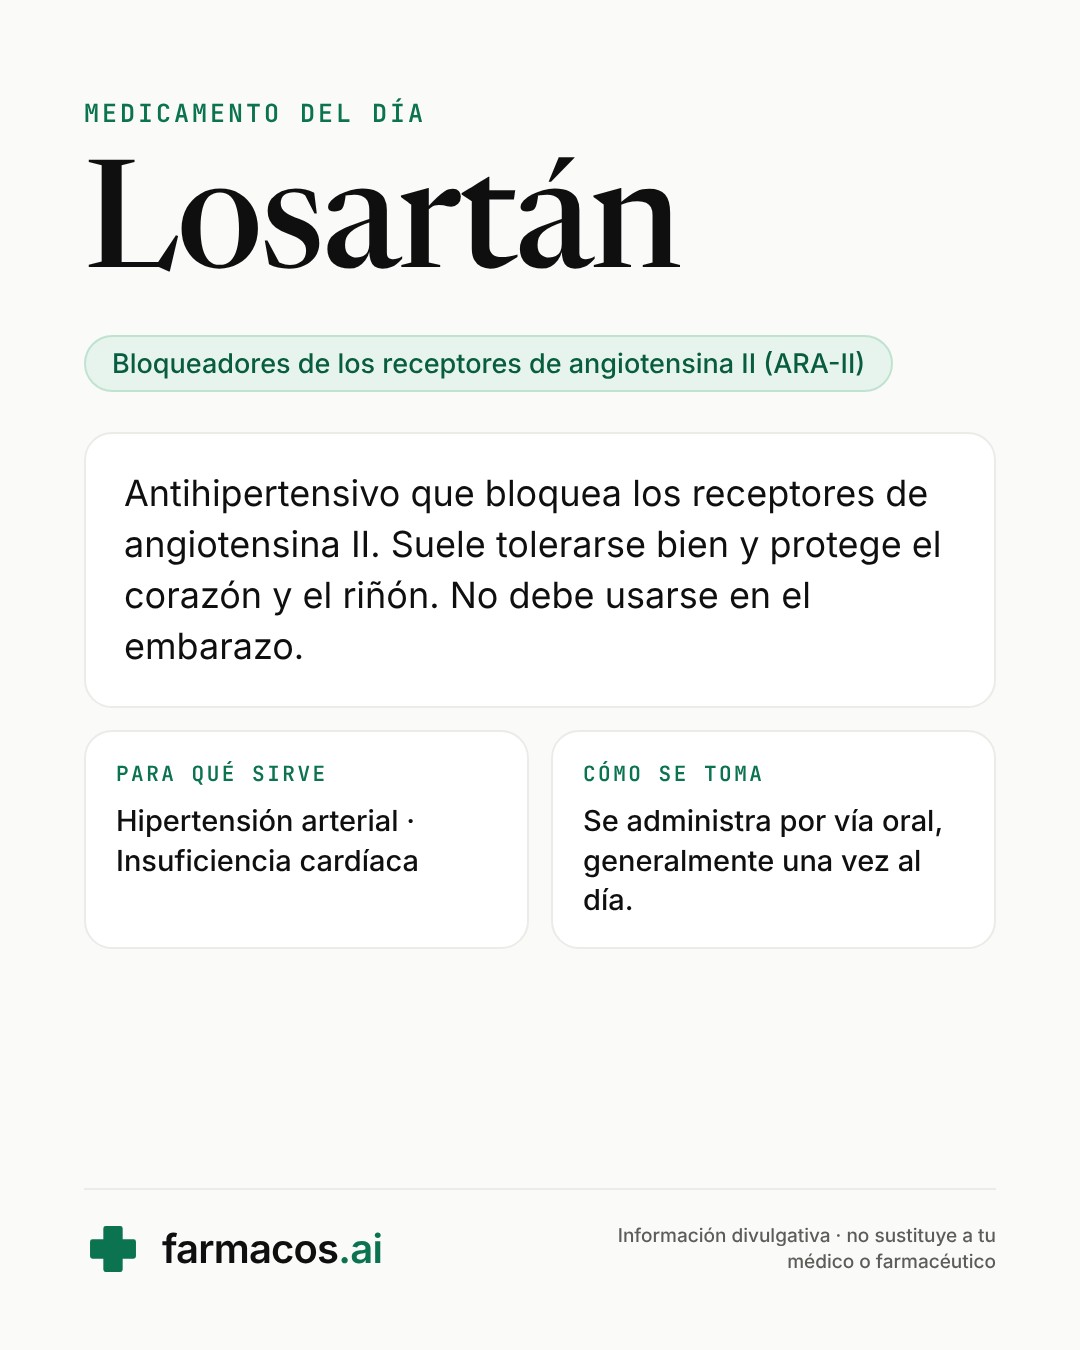 MEDICAMENTO DEL DÍA
Losartán
Bloqueadores de los receptores de angiotensina II (ARA-II)
Antihipertensivo que bloquea los receptores de
angiotensina II. Suele tolerarse bien y protege el
corazón y el riñón. No debe usarse en el
embarazo.
PARA QUÉ SIRVE
Hipertensión arterial ·
Insuficiencia cardíaca
CÓMO SE TOMA
Se administra por vía oral,
generalmente una vez al
día.
farmacos.ai
Información divulgativa · no sustituye a tu
médico o farmacéutico